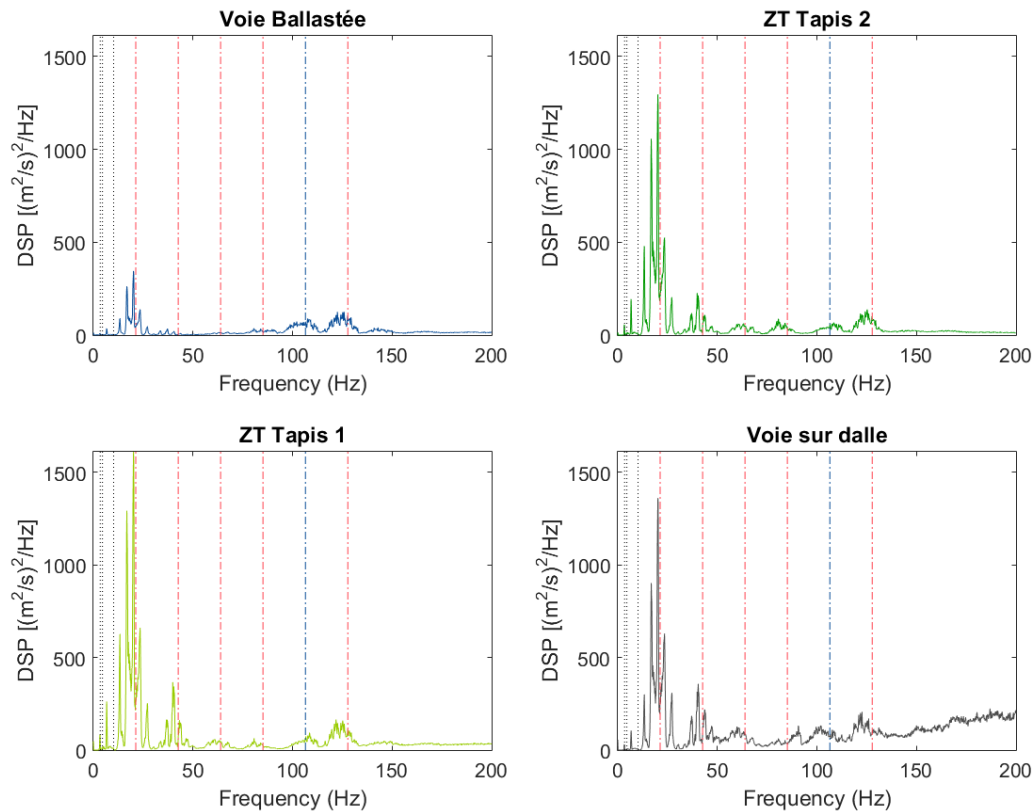 Voie Ballastée
DSP [(m²/s)²/Hz]
1500
1000
500
0
0 50 100 150 200
Frequency (Hz)
ZT Tapis 2
DSP [(m²/s)²/Hz]
1500
1000
500
0
0 50 100 150 200
Frequency (Hz)
ZT Tapis 1
DSP [(m²/s)²/Hz]
1500
1000
500
0
0 50 100 150 200
Frequency (Hz)
Voie sur dalle
DSP [(m²/s)²/Hz]
1500
1000
500
0
0 50 100 150 200
Frequency (Hz)